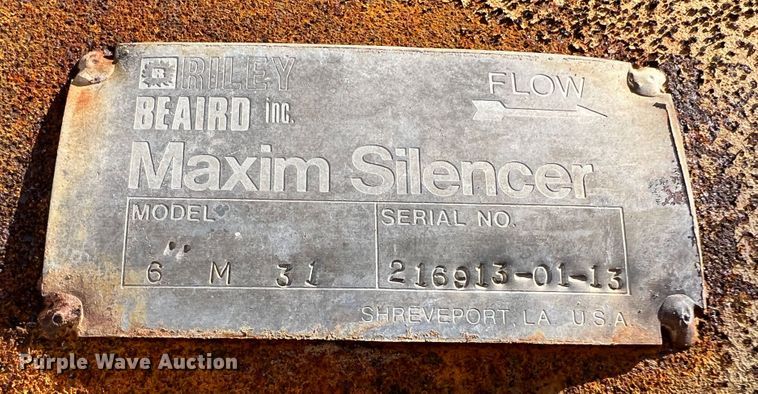 R RILEY
BEAIRD inc.
FLOW
Maxim Silencer
MODEL
6" M 31
SERIAL NO.
216913-01-13
SHREVEPORT, LA. U.S.A.
Purple Wave Auction